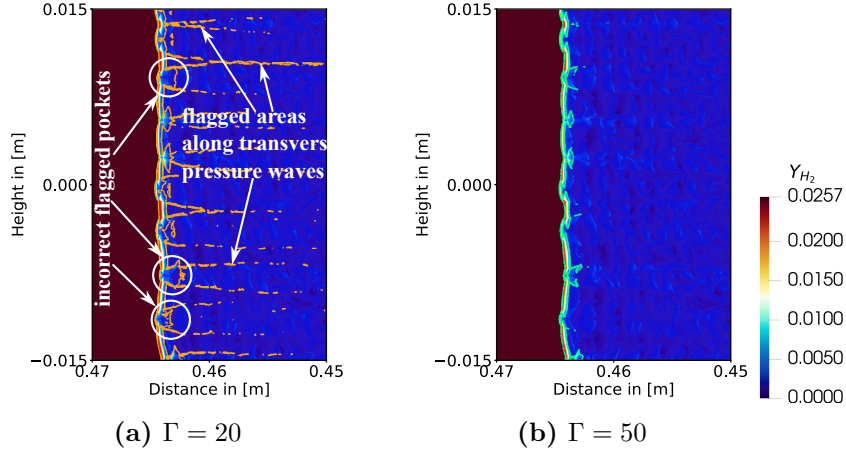 0.015
0.000
−0.015
Height in [m]
0.47
0.46
0.45
Distance in [m]
incorrect flagged pockets
flagged areas
along transvers
pressure waves
(a) Γ = 20
0.015
0.000
−0.015
Height in [m]
0.47
0.46
0.45
Distance in [m]
(b) Γ = 50
Y_{H_2}
0.0257
0.0200
0.0150
0.0100
0.0050
0.0000